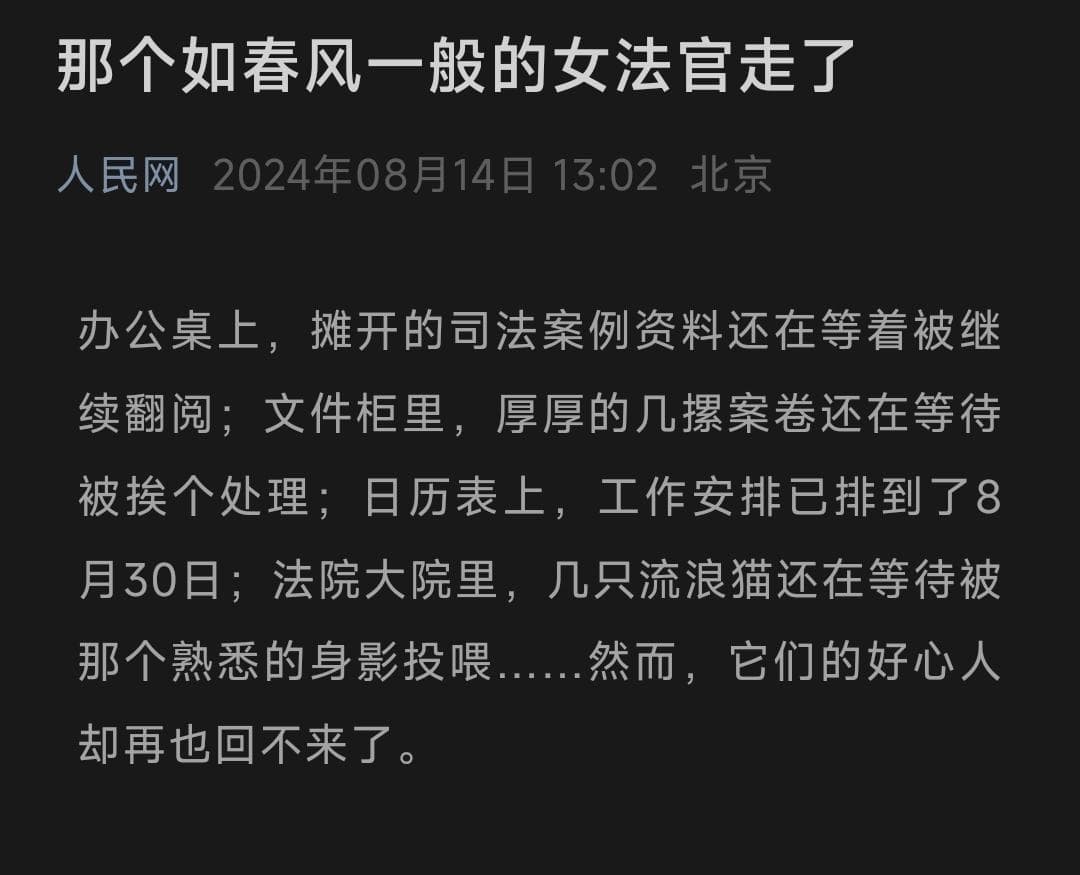 那个如春风一般的女法官走了
人民网 2024年08月14日 13:02 北京
办公桌上，摊开的司法案例资料还在等着被继
续翻阅；文件柜里，厚厚的几摞案卷还在等待
被挨个处理；日历表上，工作安排已排到了8
月30日；法院大院里，几只流浪猫还在等待被
那个熟悉的身影投喂……然而，它们的好心人
却再也回不来了。